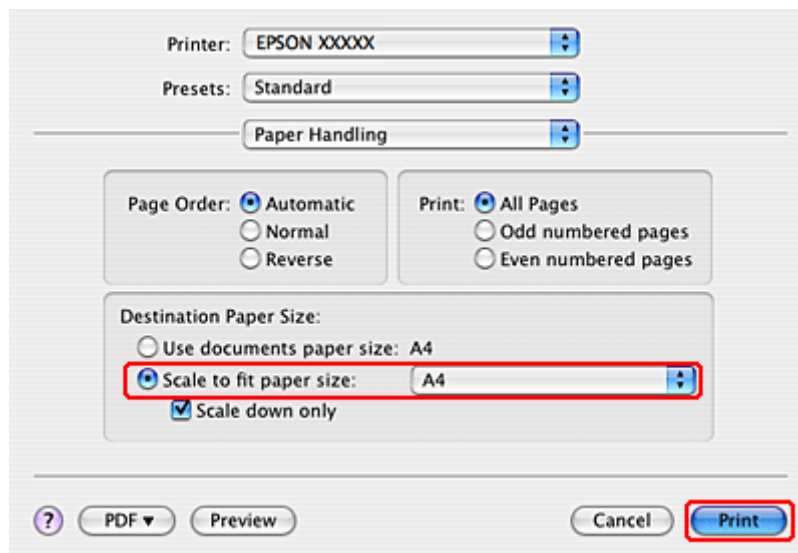 Printer: EPSON XXXXX
Presets: Standard
Paper Handling
Page Order: Automatic
Normal
Reverse
Print: All Pages
Odd numbered pages
Even numbered pages
Destination Paper Size:
Use documents paper size: A4
Scale to fit paper size: A4
Scale down only
? PDF ▼ Preview Cancel Print